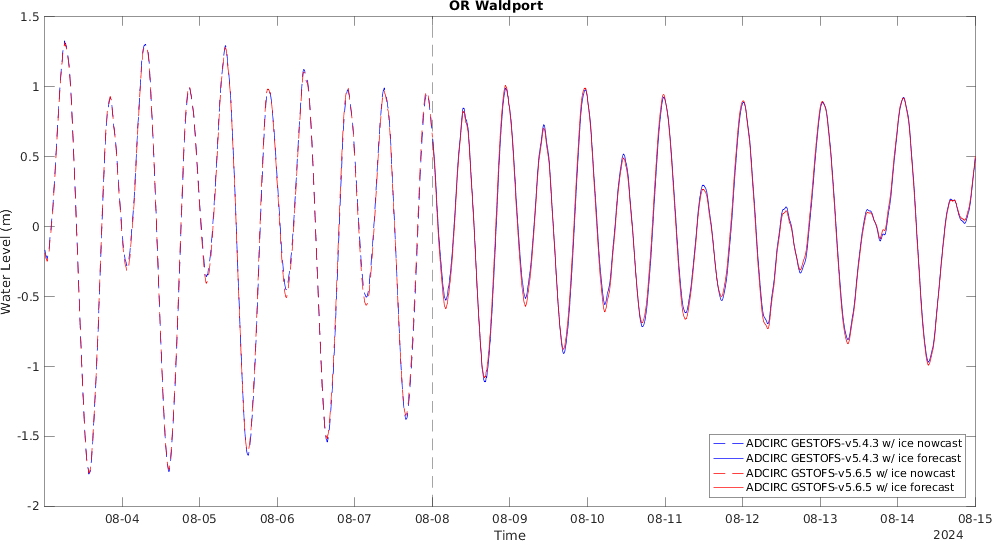 OR Waldport
1.5
1
0.5
0
-0.5
-1
-1.5
-2
Water Level (m)
08-04 08-05 08-06 08-07 08-08 08-09 08-10 08-11 08-12 08-13 08-14 08-15
Time
2024
ADCIRC GESTOFS-v5.4.3 w/ ice nowcast
ADCIRC GESTOFS-v5.4.3 w/ ice forecast
ADCIRC GSTOFS-v5.6.5 w/ ice nowcast
ADCIRC GSTOFS-v5.6.5 w/ ice forecast